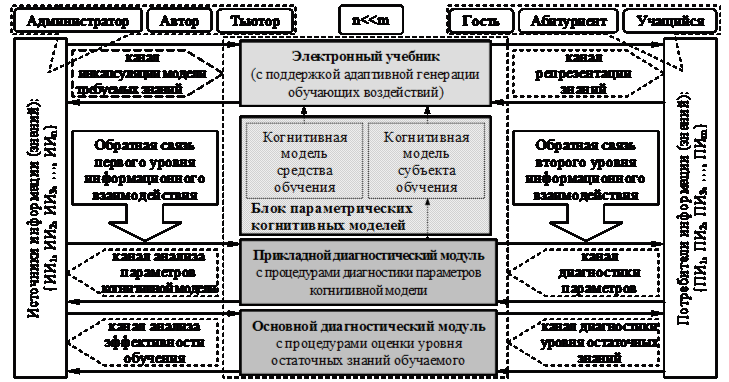 Администратор
Автор
Тьютор
n<<m
Гость
Абитуриент
Учащийся
Источники информации (знаний):
{ИИ1, ИИ2, ИИ3, …, ИИn}
канал
инкапсуляции модели
требуемых знаний
Электронный учебник
(с поддержкой адаптивной генерации
обучающих воздействий)
канал
репрезентации
знаний
Обратная связь
первого уровня
информационного
взаимодействия
Когнитивная
модель
средства
обучения
Когнитивная
модель
субъекта
обучения
Блок параметрических
когнитивных моделей
Обратная связь
второго уровня
информационного
взаимодействия
канал анализа
параметров
когнитивной модели
Прикладной диагностический модуль
с процедурами диагностики параметров
когнитивной модели
канал
диагностики
параметров
канал анализа
эффективности
обучения
Основной диагностический модуль
с процедурами оценки уровня
остаточных знаний обучаемого
канал диагностики
уровня остаточных
знаний
Потребители информации (знаний):
{ПИ1, ПИ2, ПИ3, …, ПИm}